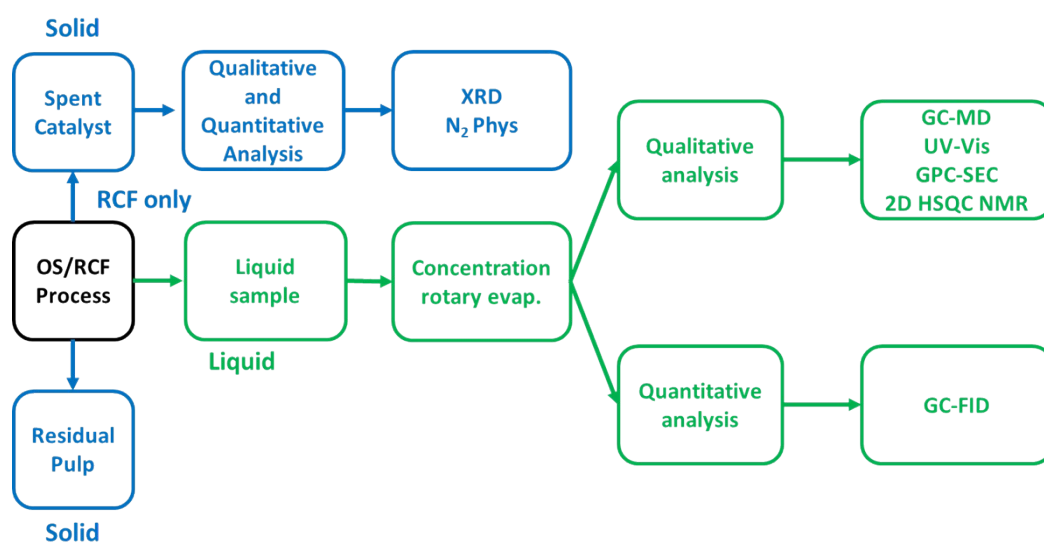 Solid
Spent
Catalyst
Qualitative
and
Quantitative
Analysis
XRD
N₂ Phys
RCF only
OS/RCF
Process
Liquid
sample
Liquid
Concentration
rotary evap.
Qualitative
analysis
GC-MD
UV-Vis
GPC-SEC
2D HSQC NMR
Quantitative
analysis
GC-FID
Residual
Pulp
Solid